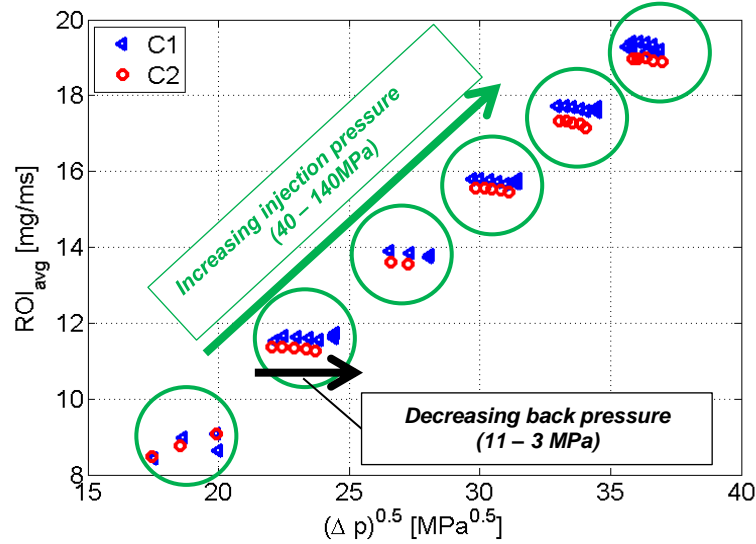 C1
C2
Increasing injection pressure
(40 – 140MPa)
Decreasing back pressure
(11 – 3 MPa)
ROI_avg [mg/ms]
20
18
16
14
12
10
8
15
20
25
30
35
40
(Δ p)^0.5 [MPa^0.5]